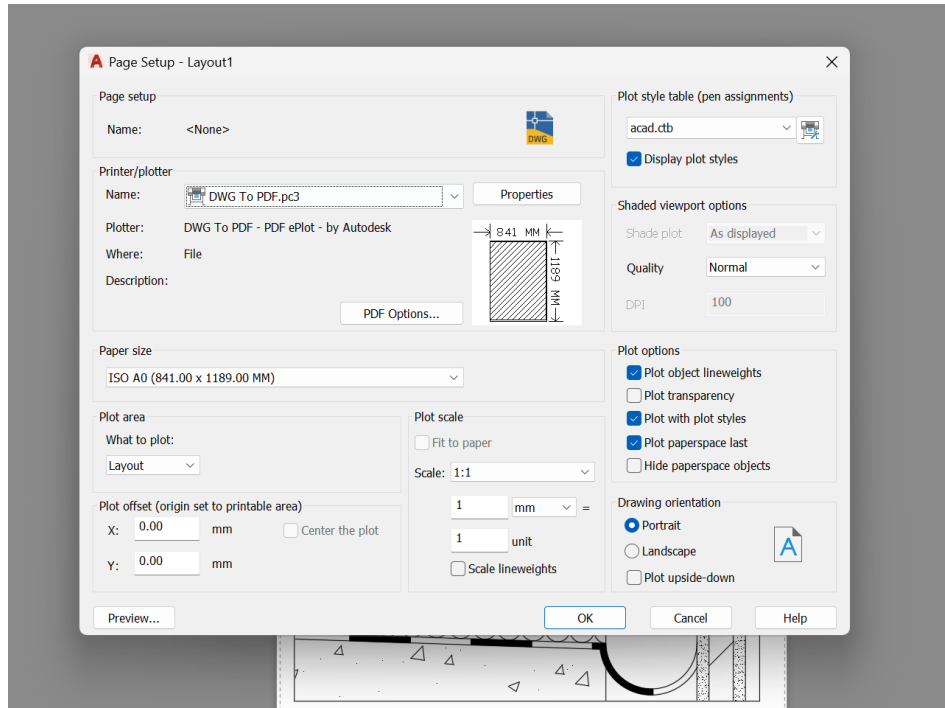 Page Setup - Layout1
Page setup
Name: <None>
DWG
Printer/plotter
Name: DWG To PDF.pc3
Properties
Plotter: DWG To PDF - PDF ePlot - by Autodesk
Where: File
Description:
PDF Options...
841 MM
1189 MM
Paper size
ISO A0 (841.00 x 1189.00 MM)
Plot area
What to plot:
Layout
Plot offset (origin set to printable area)
X: 0.00 mm
Center the plot
Y: 0.00 mm
Plot scale
Fit to paper
Scale: 1:1
1 mm =
1 unit
Scale lineweights
Plot style table (pen assignments)
acad.ctb
Display plot styles
Shaded viewport options
Shade plot As displayed
Quality Normal
DPI 100
Plot options
Plot object lineweights
Plot transparency
Plot with plot styles
Plot paperspace last
Hide paperspace objects
Drawing orientation
Portrait
Landscape
A
Plot upside-down
Preview...
OK
Cancel
Help